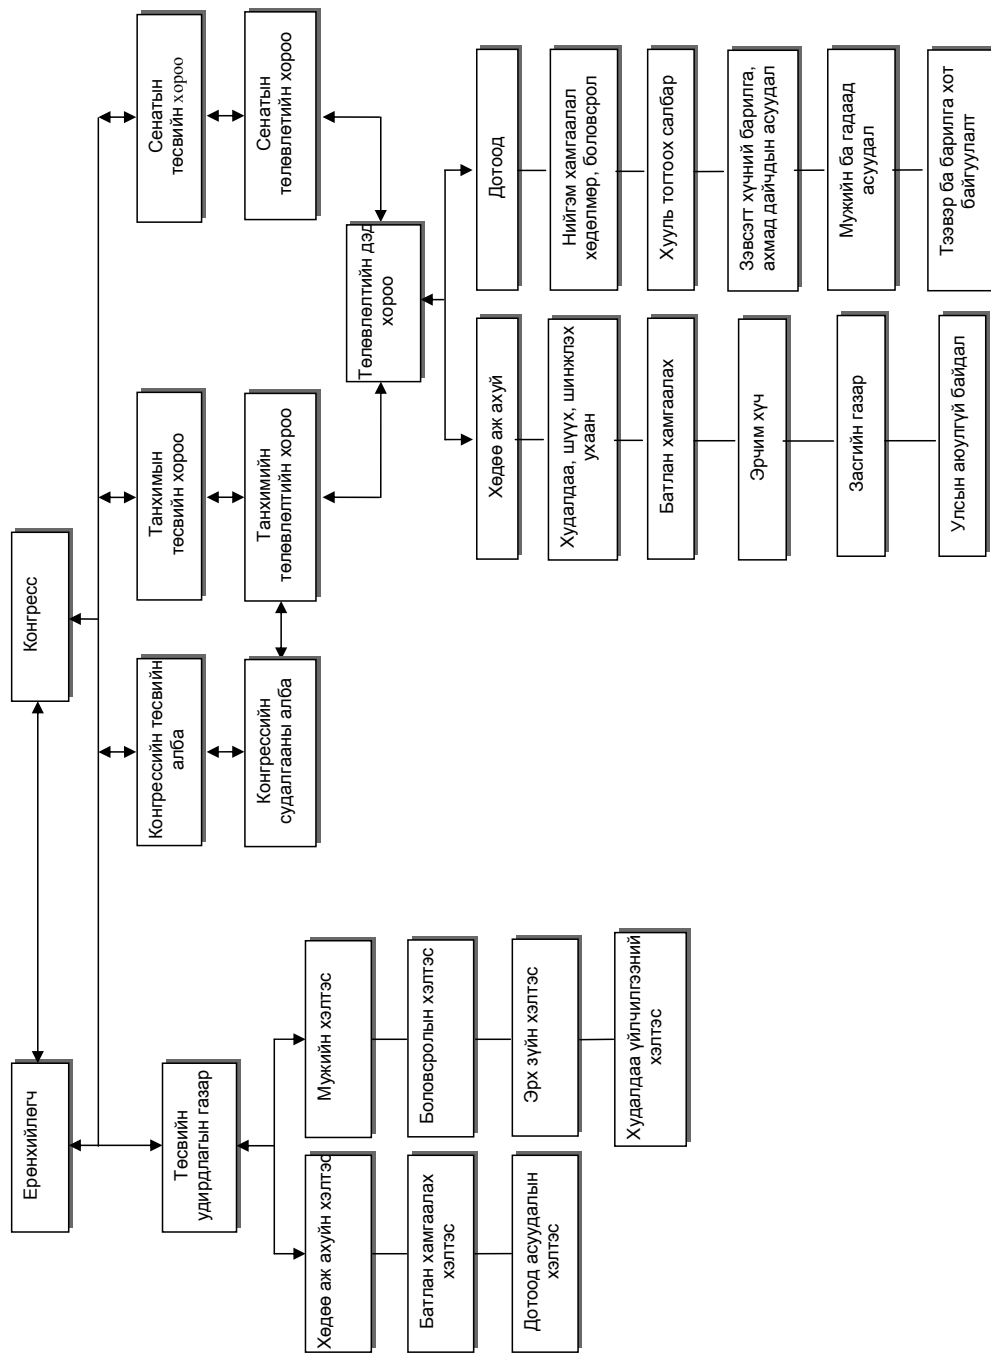 Ерөнхийлөгч
Конгресс
Төсвийн
удирдлагын газар
Конгрессийн төсвийн
алба
Танхимын
төсвийн хороо
Сенатын
төсвийн хороо
Конгрессийн
судалгааны алба
Танхимийн
төлөвлөлтийн хороо
Сенатын
төлөвлөлтийн хороо
Төлөвлөлтийн дэд
хороо
Хөдөө аж ахуйн хэлтэс
Мужийн хэлтэс
Батлан хамгаалах
хэлтэс
Боловсролын хэлтэс
Дотоод асуудалын
хэлтэс
Эрх зүйн хэлтэс
Худалдаа үйлчилгээний
хэлтэс
Хөдөө аж ахуй
Дотоод
Худалдаа, шүүх, шинжлэх
ухаан
Нийгэм хамгаалал
хөдөлмөр, боловсрол
Батлан хамгаалах
Хууль тогтоох салбар
Эрчим хүч
Зэвсэгт хүчний барилга,
ахмад дайчдын асуудал
Засгийн газар
Мужийн ба гадаад
асуудал
Улсын аюулгүй байдал
Тээвэр ба барилга хот
байгуулалт